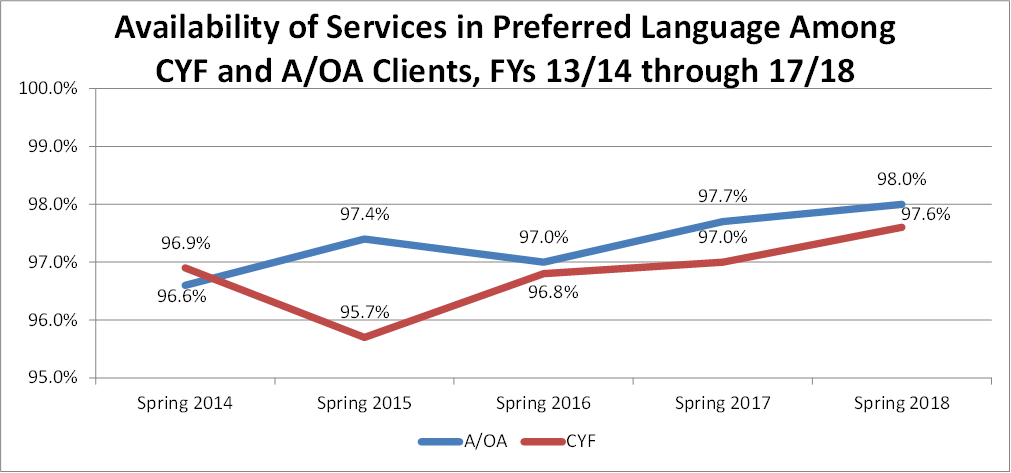 Availability of Services in Preferred Language Among
CYF and A/OA Clients, FYs 13/14 through 17/18
100.0%
99.0%
98.0%
97.0%
96.0%
95.0%
96.9%
96.6%
97.4%
95.7%
97.0%
96.8%
97.7%
97.0%
98.0%
97.6%
Spring 2014
Spring 2015
Spring 2016
Spring 2017
Spring 2018
A/OA
CYF